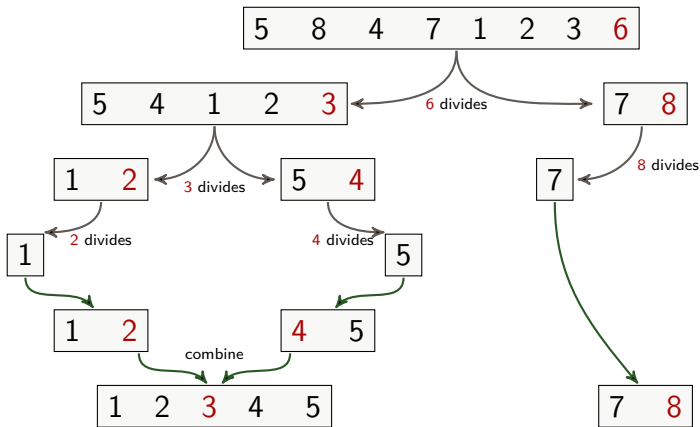 5 8 4 7 1 2 3 6
5 4 1 2 3
6 divides
7 8
1 2
3 divides
5 4
7
8 divides
2 divides
4 divides
1
5
1 2
4 5
combine
1 2 3 4 5
7 8